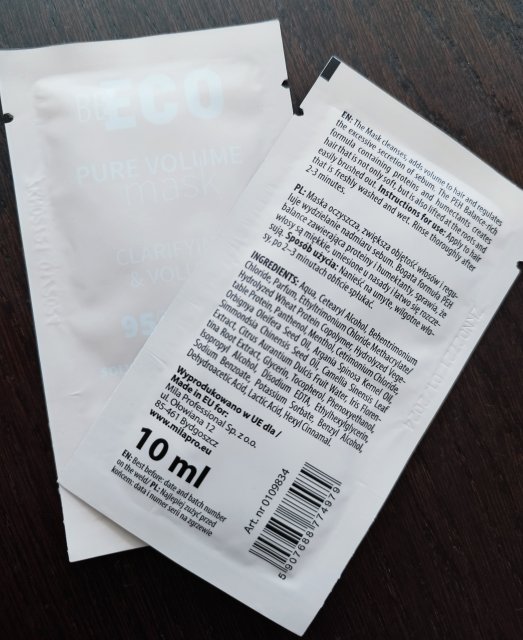 BE ECO
PURE VOLUME
MASK
CLARIFYING
& VOLUME
EN: The Mask cleanses, adds volume to hair and regulates
the excessive secretion of sebum. The PEH Balance-rich
formula containing proteins and humectants, creates
hair that is not only soft, but is also lifted at the roots and
easily brushed out. Instructions for use: Apply to hair
that is freshly washed and wet. Rinse thoroughly after
2-3 minutes.
PL: Maska oczyszcza, zwiększa objętość włosów i regu-
luje wydzielanie nadmiaru sebum. Bogata formuła PEH
balance zawierająca proteiny i humektanty, sprawia, że
włosy są miękkie, uniesione u nasady i łatwo się rozcze-
sują. Sposób użycia: Nanieść na umyte, wilgotne wło-
sy, po 2-3 minutach obficie spłukać.
INGREDIENTS: Aqua, Cetearyl Alcohol, Behentrimonium
Chloride, Parfum, Ethyltrimonium Chloride Methacrylate/
Hydrolyzed Wheat Protein Copolymer, Hydrolyzed Vege-
table Protein, Panthenol, Menthol, Cetrimonium Chloride,
Orbignya Oleifera Seed Oil, Argania Spinosa Kernel Oil,
Simmondsia Chinensis Seed Oil, Camellia Sinensis Leaf
Extract, Citrus Aurantium Dulcis Fruit Water, Iris Floren-
tina Root Extract, Glycerin, Tocopherol, Phenoxyethanol,
Isopropyl Alcohol, Disodium EDTA, Ethylhexylglycerin,
Sodium Benzoate, Potassium Sorbate, Benzyl Alcohol,
Dehydroacetic Acid, Lactic Acid, Hexyl Cinnamal.
Wyprodukowano w UE dla /
Made in EU for:
Mila Professional Sp. z o.o.
ul. Ołowiana 12
85-461 Bydgoszcz
www.milapro.eu
10 ml
EN: Best before: date and batch number
on the weld/ PL: Najlepiej zużyć przed
końcem: data i numer serii na zgrzewie
Art. nr 0109834
5 907688 774979